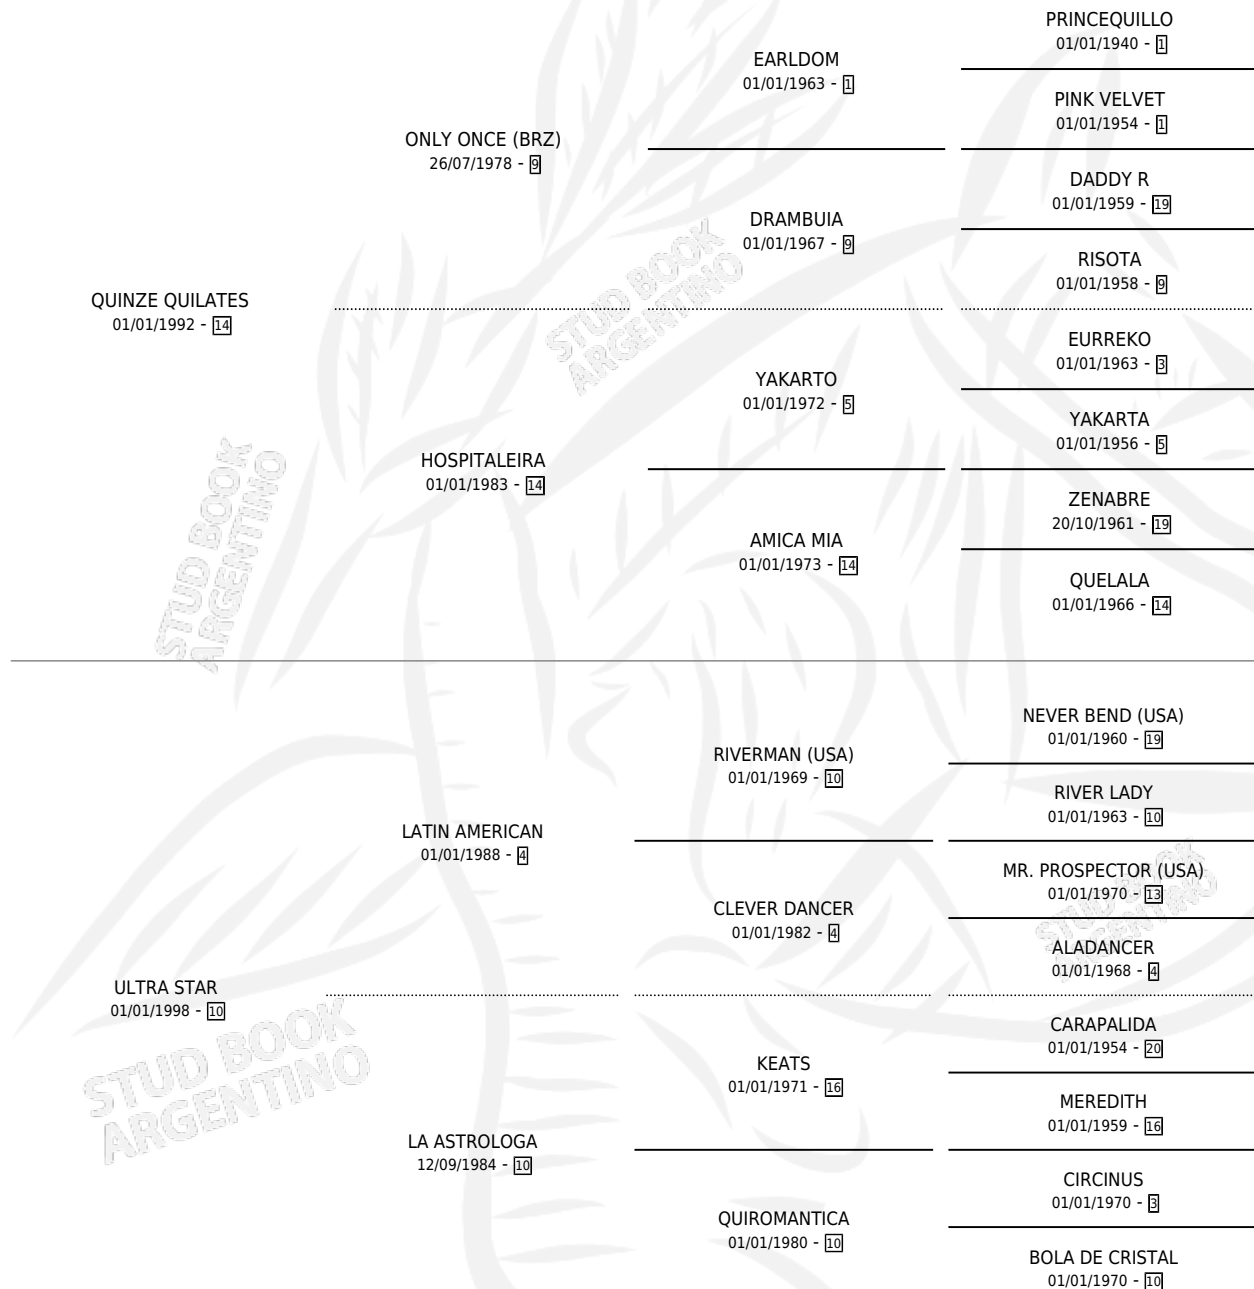 PRINCEQUILLO
01/01/1940 - 1
EARLDOM
01/01/1963 - 1
PINK VELVET
01/01/1954 - 1
ONLY ONCE (BRZ)
26/07/1978 - 9
DADDY R
01/01/1959 - 19
DRAMBUIA
01/01/1967 - 9
RISOTA
01/01/1958 - 9
QUINZE QUILATES
01/01/1992 - 14
STUD BOOK
ARGENTINO
EURREKO
01/01/1963 - 3
YAKARTO
01/01/1972 - 5
YAKARTA
01/01/1956 - 5
HOSPITALEIRA
01/01/1983 - 14
ZENABRE
20/10/1961 - 19
AMICA MIA
01/01/1973 - 14
QUELALA
01/01/1966 - 14
STUD BOOK
ARGENTINO
NEVER BEND (USA)
01/01/1960 - 19
RIVERMAN (USA)
01/01/1969 - 10
RIVER LADY
01/01/1963 - 10
LATIN AMERICAN
01/01/1988 - 4
MR. PROSPECTOR (USA)
01/01/1970 - 13
CLEVER DANCER
01/01/1982 - 4
ALADANCER
01/01/1968 - 4
STUD BOOK
ARGENTINO
ULTRA STAR
01/01/1998 - 10
STUD BOOK
ARGENTINO
CARAPALIDA
01/01/1954 - 20
KEATS
01/01/1971 - 16
MEREDITH
01/01/1959 - 16
LA ASTROLOGA
12/09/1984 - 10
CIRCINUS
01/01/1970 - 3
QUIROMANTICA
01/01/1980 - 10
BOLA DE CRISTAL
01/01/1970 - 10